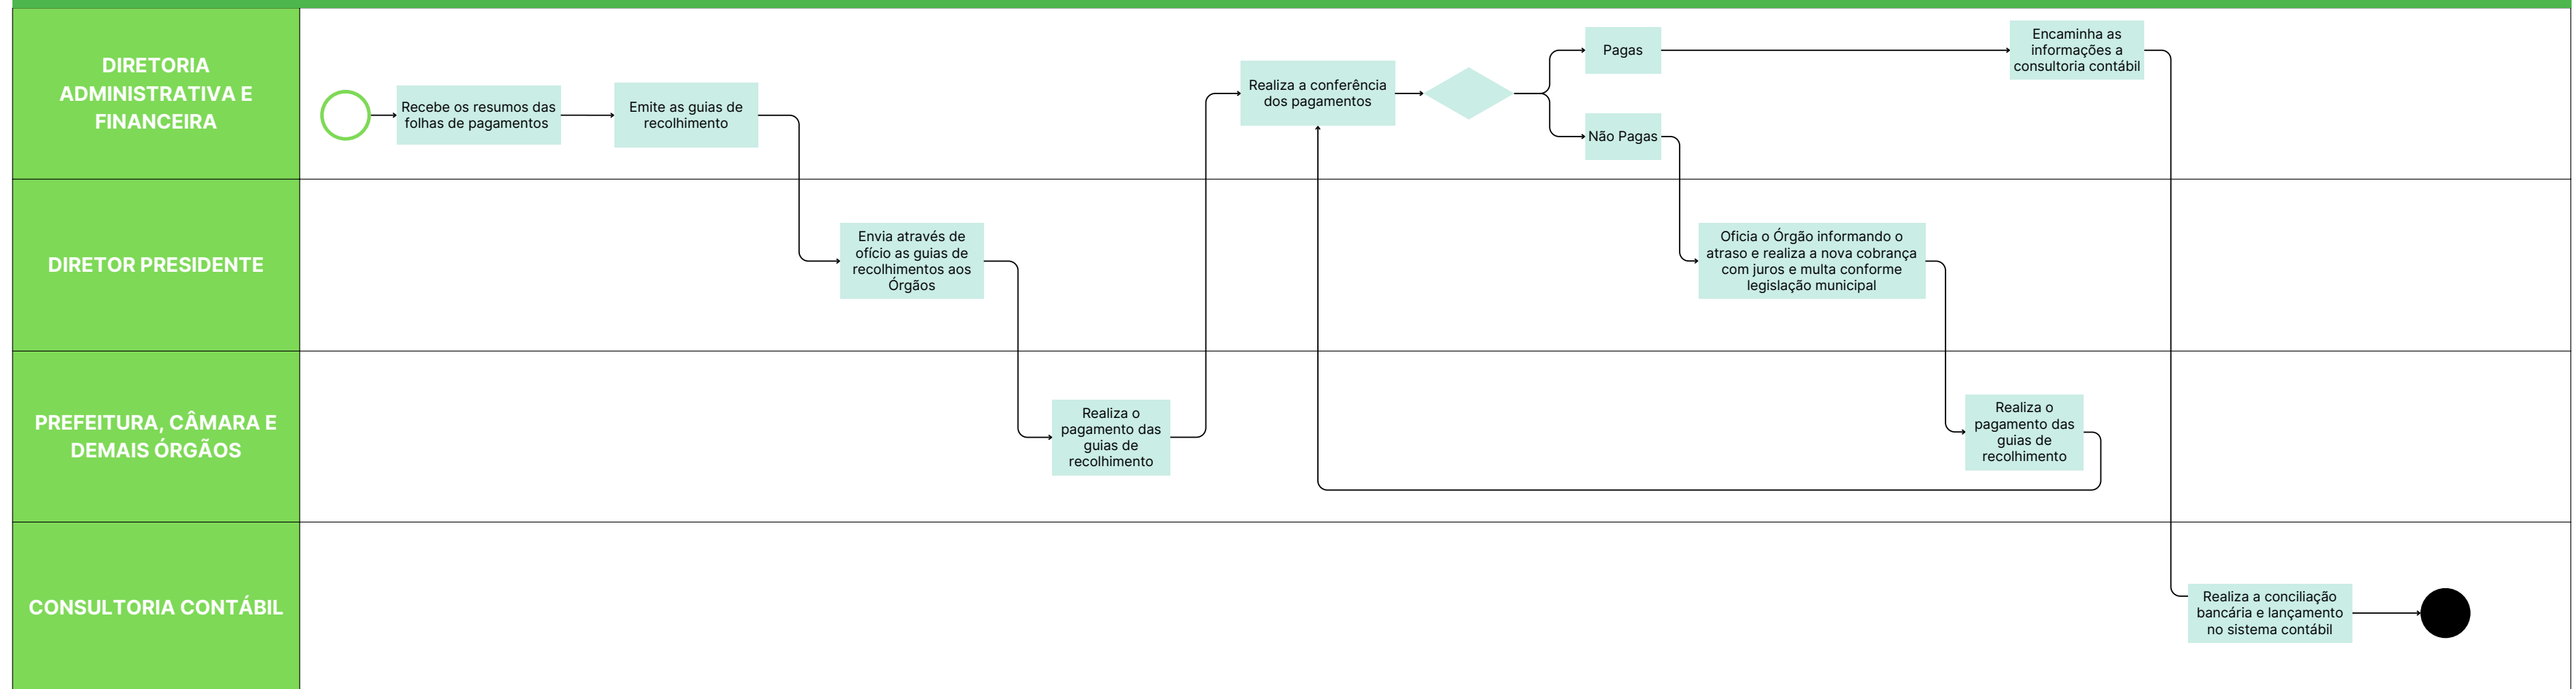 DIRETORIA
ADMINISTRATIVA E
FINANCEIRA
Recebe os resumos das
folhas de pagamentos
Emite as guias de
recolhimento
Realiza a conferência
dos pagamentos
Pagas
Não Pagas
Encaminha as
informações a
consultoria contábil
DIRETOR PRESIDENTE
Envia através de
ofício as guias de
recolhimentos aos
Órgãos
Oficia o Órgão informando o
atraso e realiza a nova cobrança
com juros e multa conforme
legislação municipal
PREFEITURA, CÂMARA E
DEMAIS ÓRGÃOS
Realiza o
pagamento das
guias de
recolhimento
Realiza o
pagamento das
guias de
recolhimento
CONSULTORIA CONTÁBIL
Realiza a conciliação
bancária e lançamento
no sistema contábil